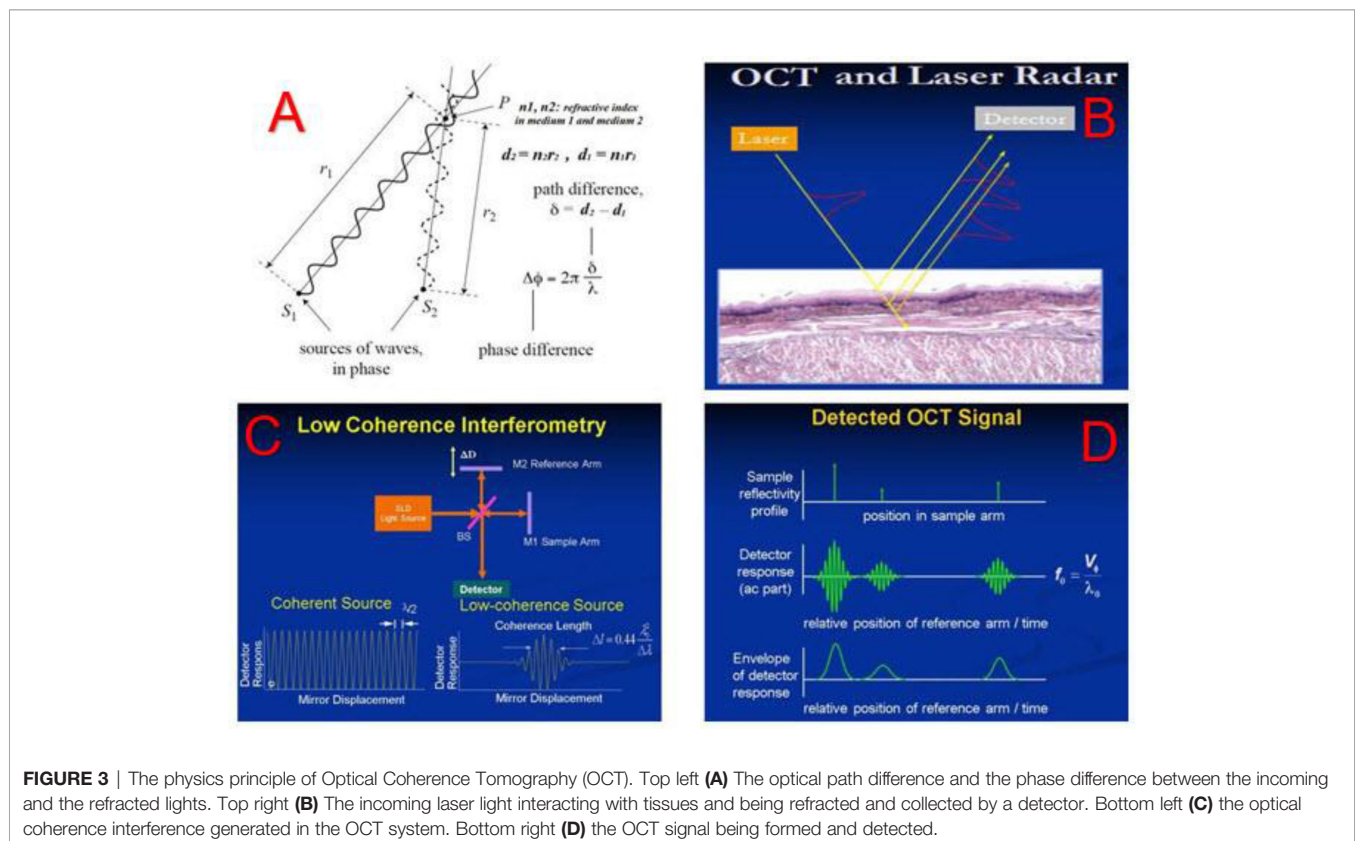 A
r1
P
n1, n2: refractive index
in medium 1 and medium 2
d2 = n2r2 , d1 = n1r1
path difference,
δ = d2 – d1
r2
Δϕ = 2π δ/λ
S1
S2
sources of waves,
in phase
phase difference
OCT and Laser Radar
B
Laser
Detector
C
Low Coherence Interferometry
ΔD
M2 Reference Arm
SLD
Light Source
BS
M1 Sample Arm
Detector
Coherent Source
λ/2
Detector
Respons
e
Mirror Displacement
Low-coherence Source
Coherence Length
Detector
Response
Mirror Displacement
Detected OCT Signal
D
Sample
reflectivity
profile
position in sample arm
Detector
response
(ac part)
relative position of reference arm / time
Envelope
of detector
response
relative position of reference arm / time
FIGURE 3 | The physics principle of Optical Coherence Tomography (OCT). Top left (A) The optical path difference and the phase difference between the incoming
and the refracted lights. Top right (B) The incoming laser light interacting with tissues and being refracted and collected by a detector. Bottom left (C) the optical
coherence interference generated in the OCT system. Bottom right (D) the OCT signal being formed and detected.